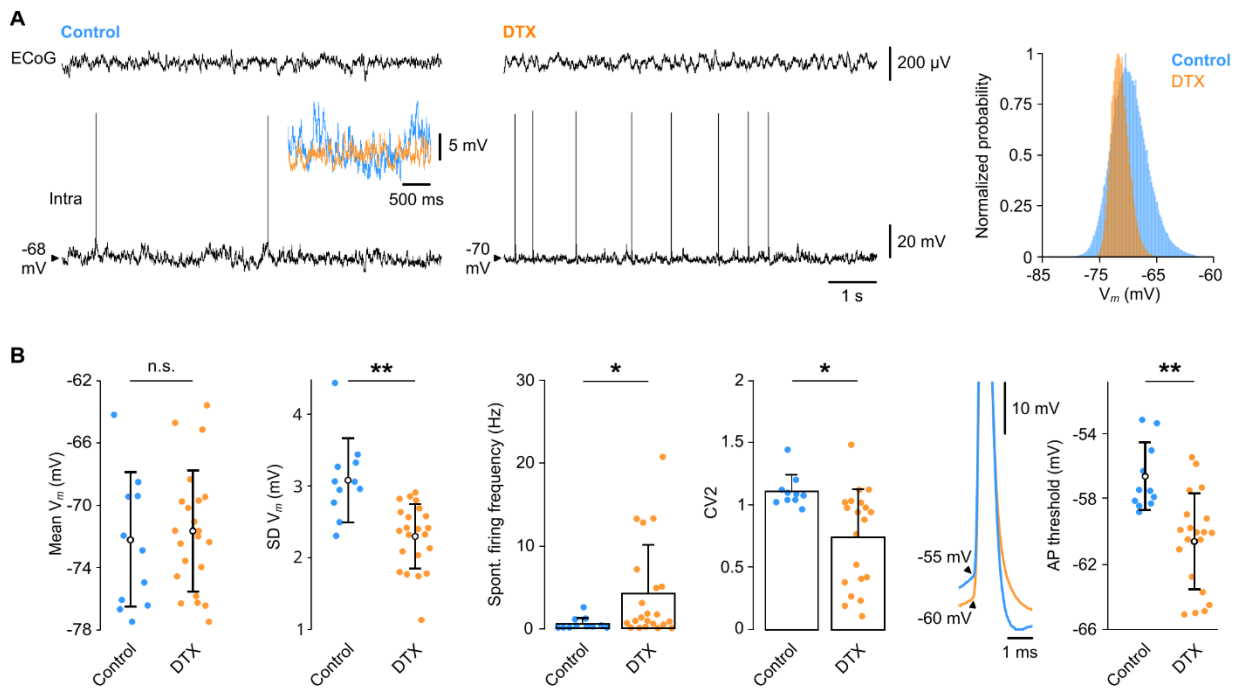 A
Control
DTX
ECoG
200 µV
5 mV
500 ms
Intra
-68
mV
-70
mV
20 mV
1 s
Control
DTX
Normalized probability
1
0.75
0.5
0.25
0
-85
-75
-65
-60
Vm (mV)
B
n.s.
Mean Vm (mV)
-62
-66
-70
-74
-78
Control
DTX
**
SD Vm (mV)
4
3
2
1
Control
DTX
*
Spont. firing frequency (Hz)
30
20
10
0
Control
DTX
*
CV2
2
1.5
1
0.5
0
Control
DTX
10 mV
-55 mV
-60 mV
1 ms
**
AP threshold (mV)
-54
-58
-62
-66
Control
DTX